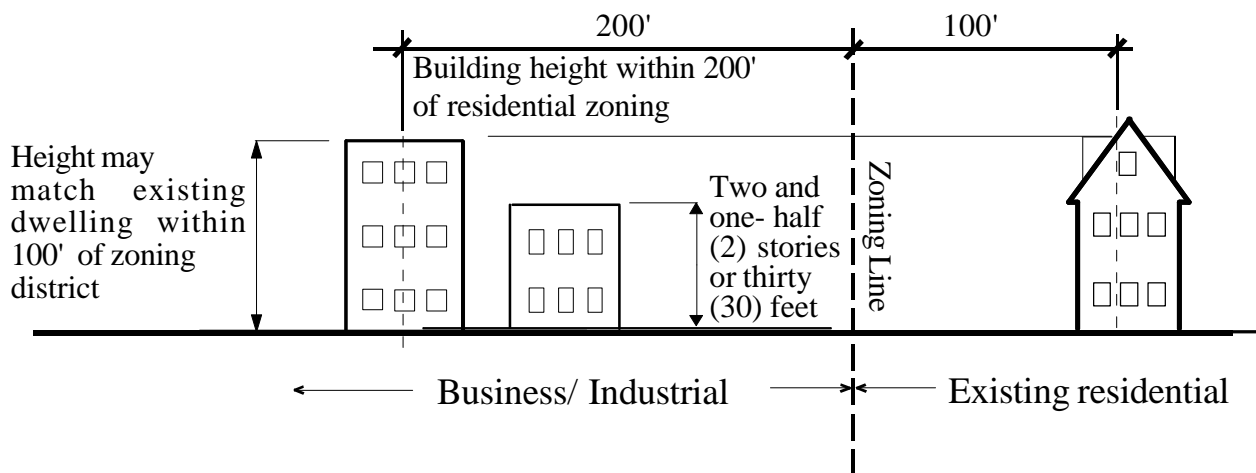 200'
100'
Building height within 200'
of residential zoning
Height may
match existing
dwelling within
100' of zoning
district
Two and
one- half
(2) stories
or thirty
(30) feet
Zoning Line
Business/ Industrial
Existing residential